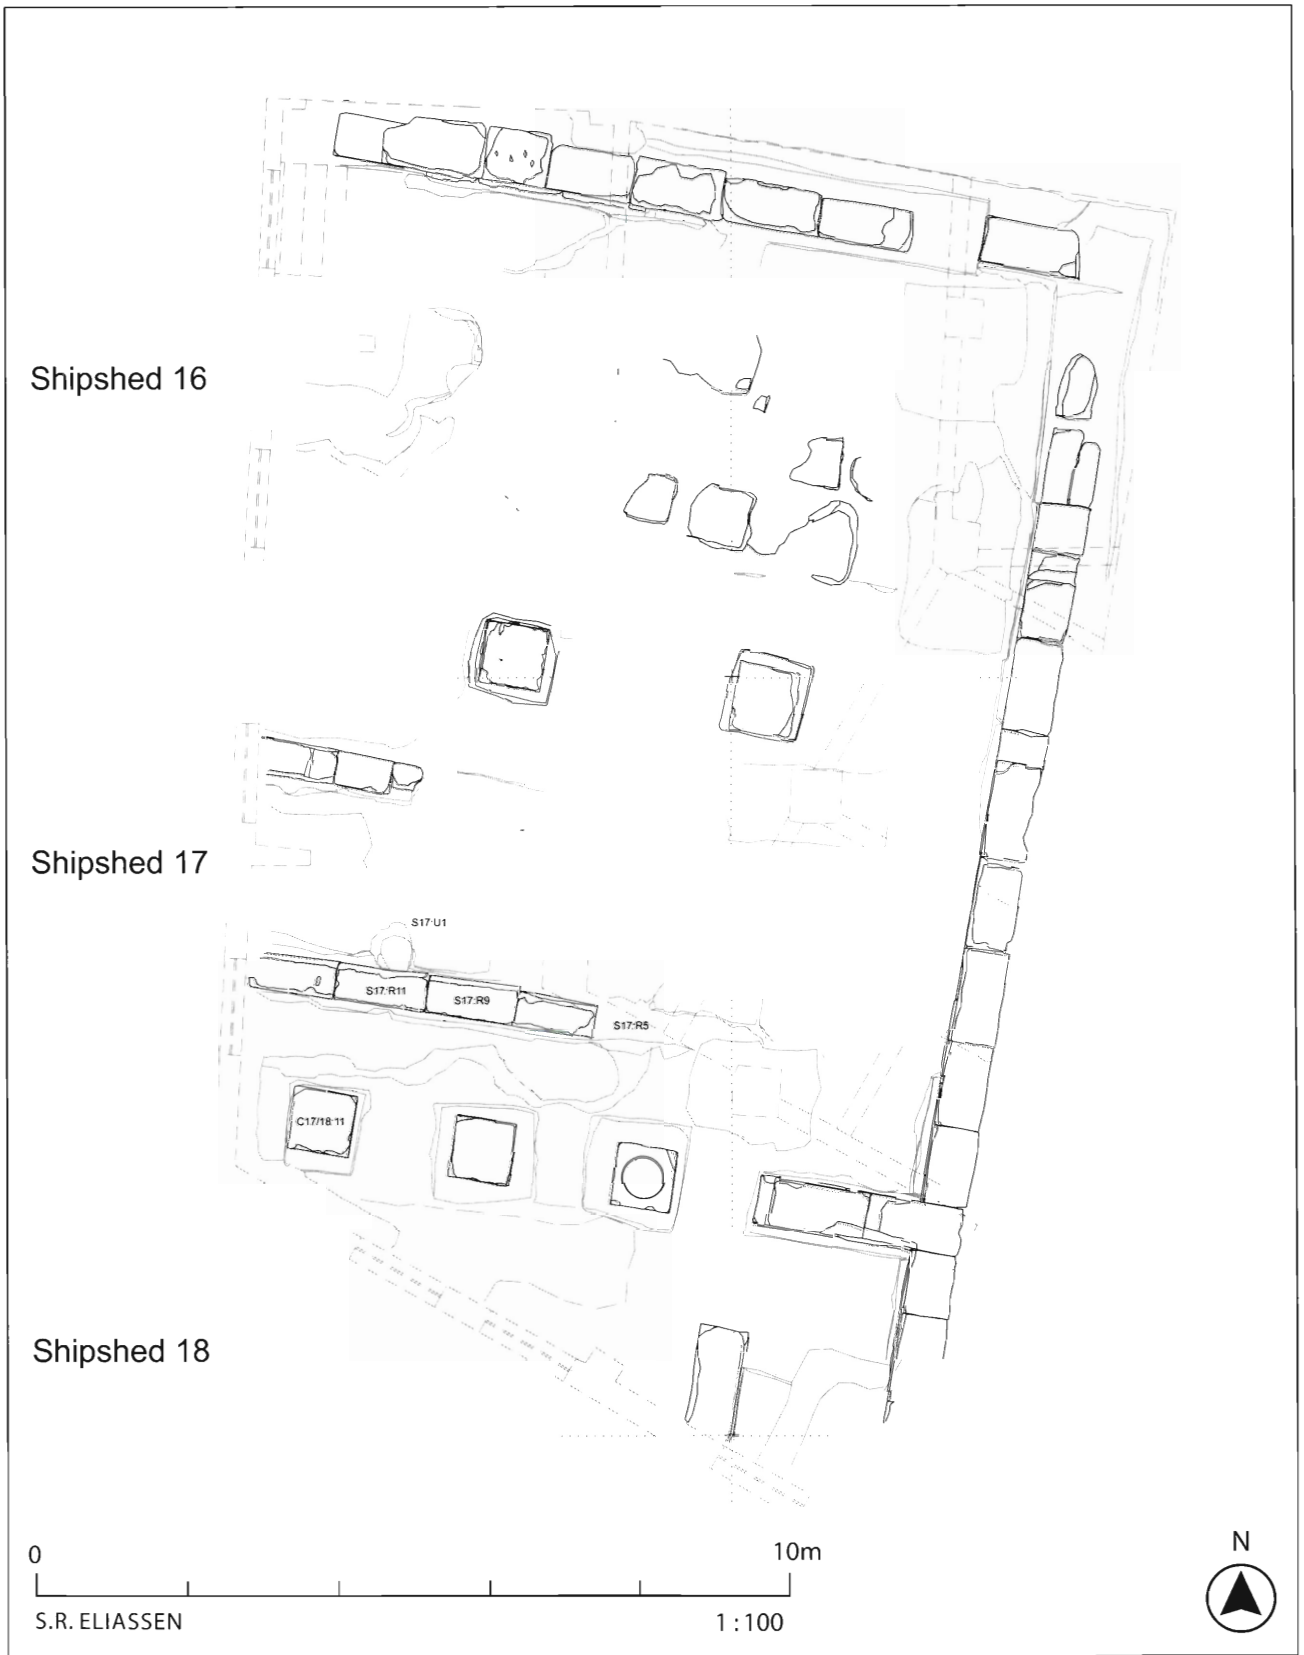 Shipshed 16
Shipshed 17
S17:U1
S17:R11
S17:R9
S17:R5
C17/18:11
Shipshed 18
0 10m
N
S.R. ELIASSEN
1 : 100